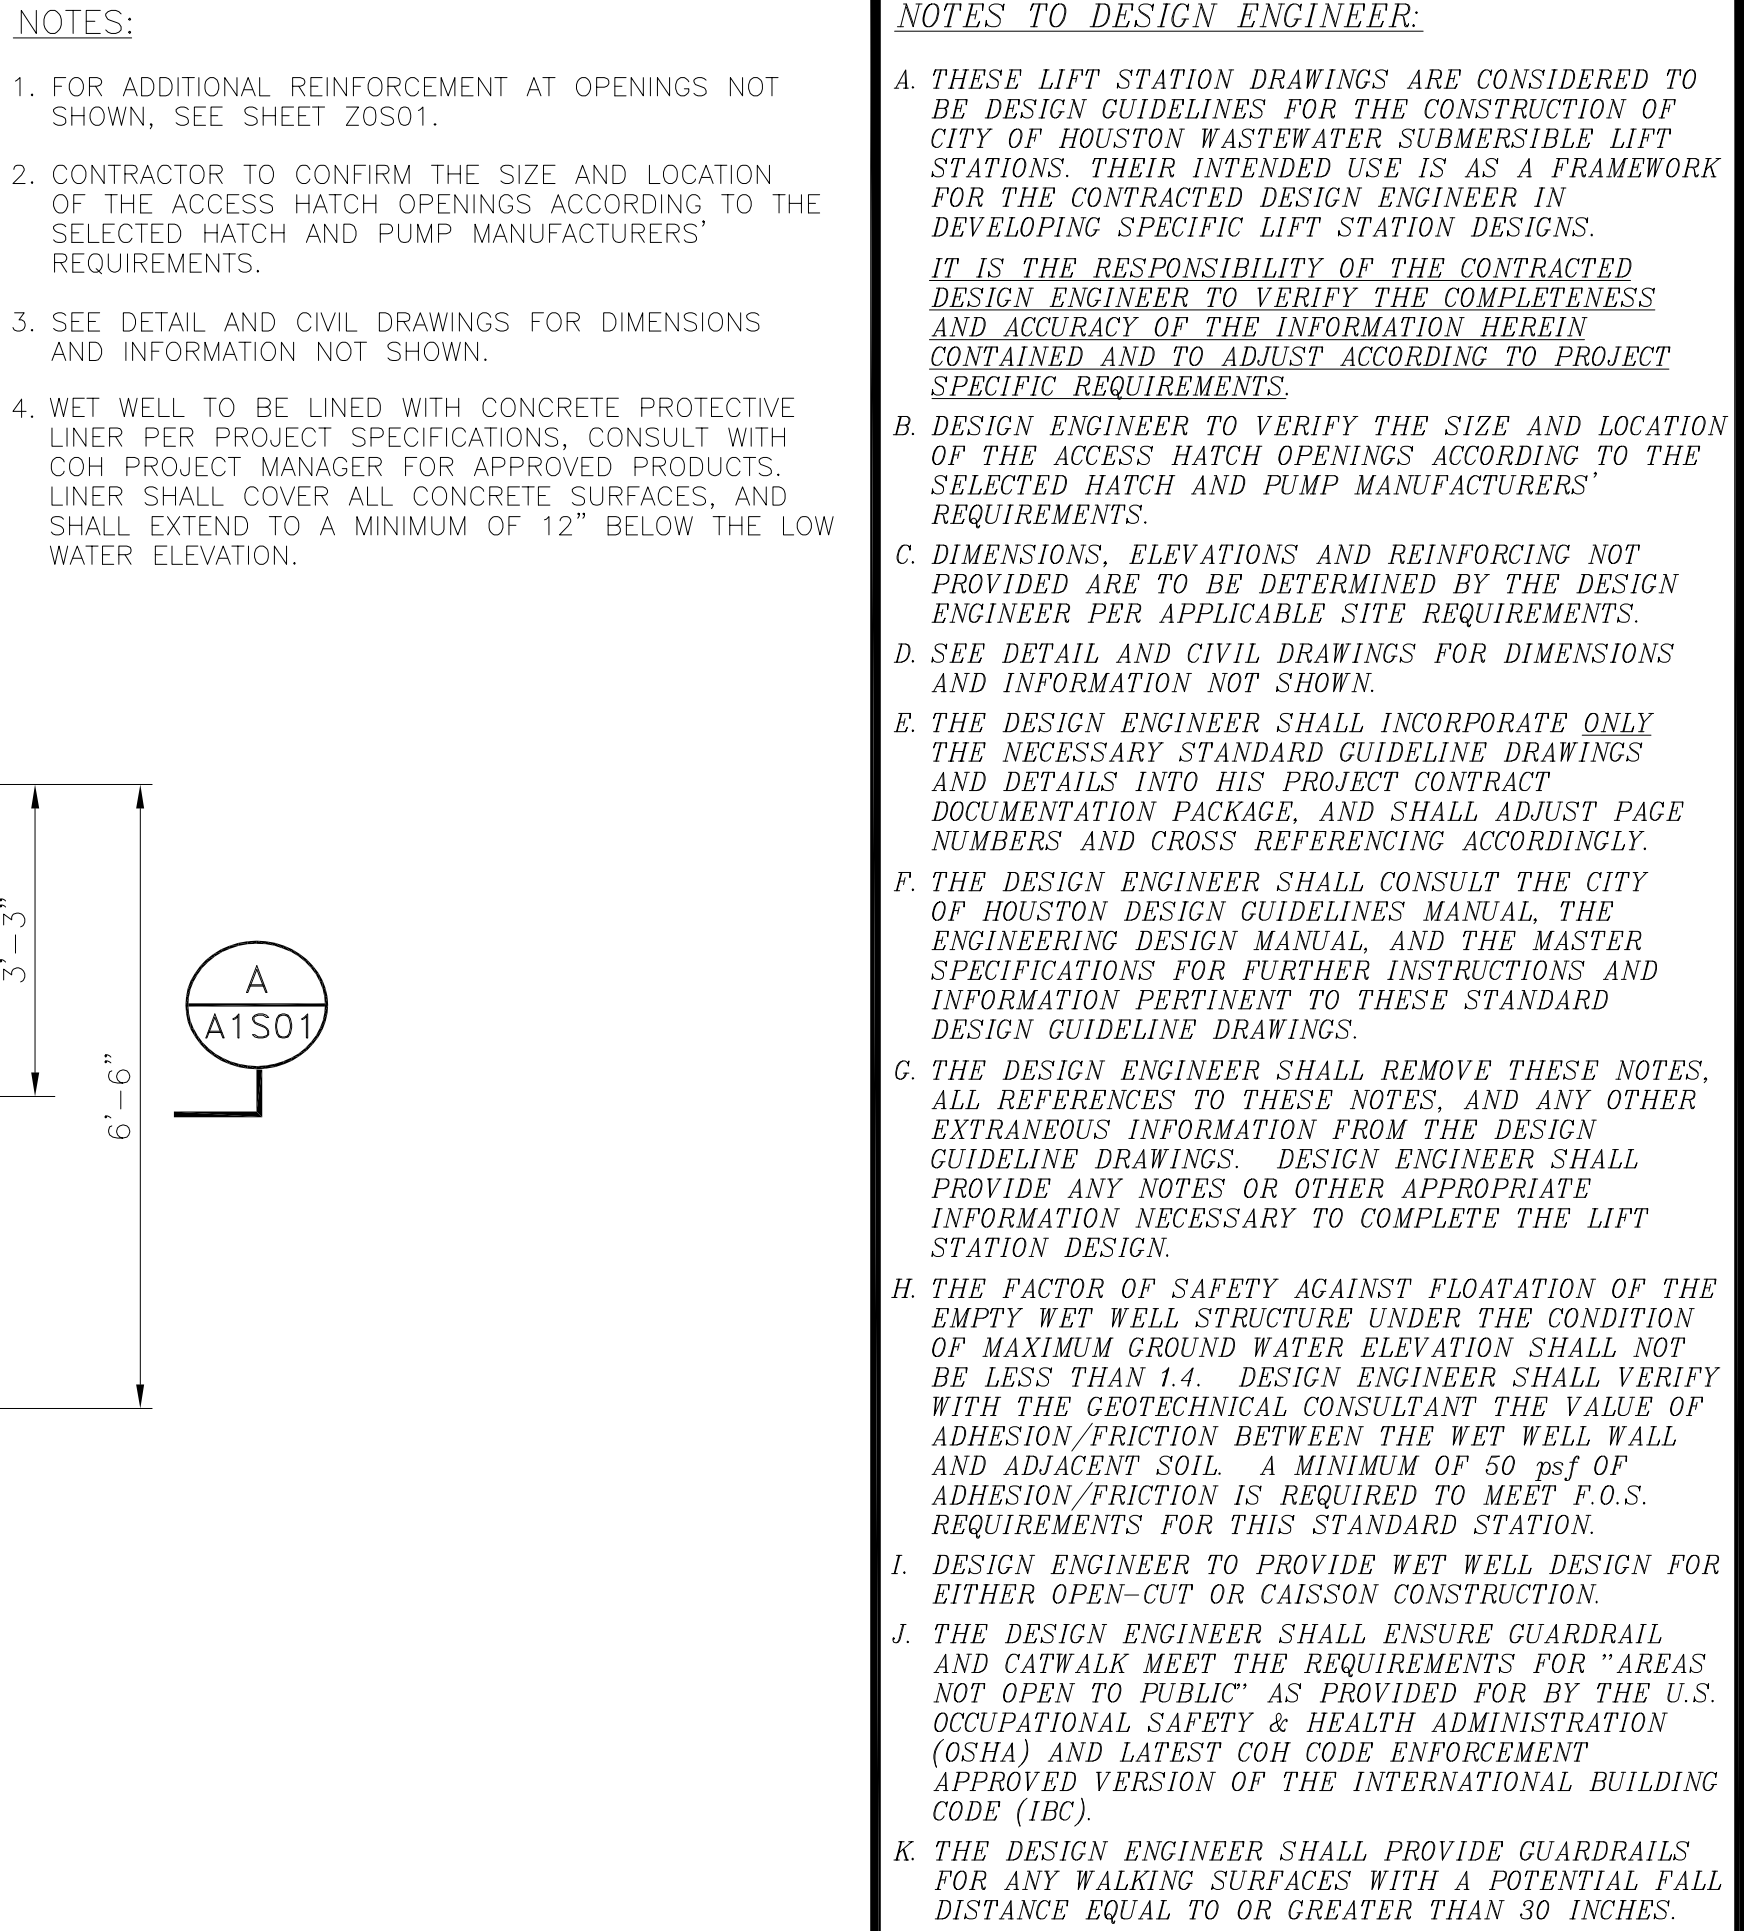 NOTES:
1. FOR ADDITIONAL REINFORCEMENT AT OPENINGS NOT
SHOWN, SEE SHEET Z0S01.
2. CONTRACTOR TO CONFIRM THE SIZE AND LOCATION
OF THE ACCESS HATCH OPENINGS ACCORDING TO THE
SELECTED HATCH AND PUMP MANUFACTURERS'
REQUIREMENTS.
3. SEE DETAIL AND CIVIL DRAWINGS FOR DIMENSIONS
AND INFORMATION NOT SHOWN.
4. WET WELL TO BE LINED WITH CONCRETE PROTECTIVE
LINER PER PROJECT SPECIFICATIONS, CONSULT WITH
COH PROJECT MANAGER FOR APPROVED PRODUCTS.
LINER SHALL COVER ALL CONCRETE SURFACES, AND
SHALL EXTEND TO A MINIMUM OF 12" BELOW THE LOW
WATER ELEVATION.
3'-3"
6'-6"
A
A1S01
NOTES TO DESIGN ENGINEER:
A. THESE LIFT STATION DRAWINGS ARE CONSIDERED TO
BE DESIGN GUIDELINES FOR THE CONSTRUCTION OF
CITY OF HOUSTON WASTEWATER SUBMERSIBLE LIFT
STATIONS. THEIR INTENDED USE IS AS A FRAMEWORK
FOR THE CONTRACTED DESIGN ENGINEER IN
DEVELOPING SPECIFIC LIFT STATION DESIGNS.
IT IS THE RESPONSIBILITY OF THE CONTRACTED
DESIGN ENGINEER TO VERIFY THE COMPLETENESS
AND ACCURACY OF THE INFORMATION HEREIN
CONTAINED AND TO ADJUST ACCORDING TO PROJECT
SPECIFIC REQUIREMENTS.
B. DESIGN ENGINEER TO VERIFY THE SIZE AND LOCATION
OF THE ACCESS HATCH OPENINGS ACCORDING TO THE
SELECTED HATCH AND PUMP MANUFACTURERS'
REQUIREMENTS.
C. DIMENSIONS, ELEVATIONS AND REINFORCING NOT
PROVIDED ARE TO BE DETERMINED BY THE DESIGN
ENGINEER PER APPLICABLE SITE REQUIREMENTS.
D. SEE DETAIL AND CIVIL DRAWINGS FOR DIMENSIONS
AND INFORMATION NOT SHOWN.
E. THE DESIGN ENGINEER SHALL INCORPORATE ONLY
THE NECESSARY STANDARD GUIDELINE DRAWINGS
AND DETAILS INTO HIS PROJECT CONTRACT
DOCUMENTATION PACKAGE, AND SHALL ADJUST PAGE
NUMBERS AND CROSS REFERENCING ACCORDINGLY.
F. THE DESIGN ENGINEER SHALL CONSULT THE CITY
OF HOUSTON DESIGN GUIDELINES MANUAL, THE
ENGINEERING DESIGN MANUAL, AND THE MASTER
SPECIFICATIONS FOR FURTHER INSTRUCTIONS AND
INFORMATION PERTINENT TO THESE STANDARD
DESIGN GUIDELINE DRAWINGS.
G. THE DESIGN ENGINEER SHALL REMOVE THESE NOTES,
ALL REFERENCES TO THESE NOTES, AND ANY OTHER
EXTRANEOUS INFORMATION FROM THE DESIGN
GUIDELINE DRAWINGS. DESIGN ENGINEER SHALL
PROVIDE ANY NOTES OR OTHER APPROPRIATE
INFORMATION NECESSARY TO COMPLETE THE LIFT
STATION DESIGN.
H. THE FACTOR OF SAFETY AGAINST FLOATATION OF THE
EMPTY WET WELL STRUCTURE UNDER THE CONDITION
OF MAXIMUM GROUND WATER ELEVATION SHALL NOT
BE LESS THAN 1.4. DESIGN ENGINEER SHALL VERIFY
WITH THE GEOTECHNICAL CONSULTANT THE VALUE OF
ADHESION/FRICTION BETWEEN THE WET WELL WALL
AND ADJACENT SOIL. A MINIMUM OF 50 psf OF
ADHESION/FRICTION IS REQUIRED TO MEET F.O.S.
REQUIREMENTS FOR THIS STANDARD STATION.
I. DESIGN ENGINEER TO PROVIDE WET WELL DESIGN FOR
EITHER OPEN-CUT OR CAISSON CONSTRUCTION.
J. THE DESIGN ENGINEER SHALL ENSURE GUARDRAIL
AND CATWALK MEET THE REQUIREMENTS FOR "AREAS
NOT OPEN TO PUBLIC" AS PROVIDED FOR BY THE U.S.
OCCUPATIONAL SAFETY & HEALTH ADMINISTRATION
(OSHA) AND LATEST COH CODE ENFORCEMENT
APPROVED VERSION OF THE INTERNATIONAL BUILDING
CODE (IBC).
K. THE DESIGN ENGINEER SHALL PROVIDE GUARDRAILS
FOR ANY WALKING SURFACES WITH A POTENTIAL FALL
DISTANCE EQUAL TO OR GREATER THAN 30 INCHES.